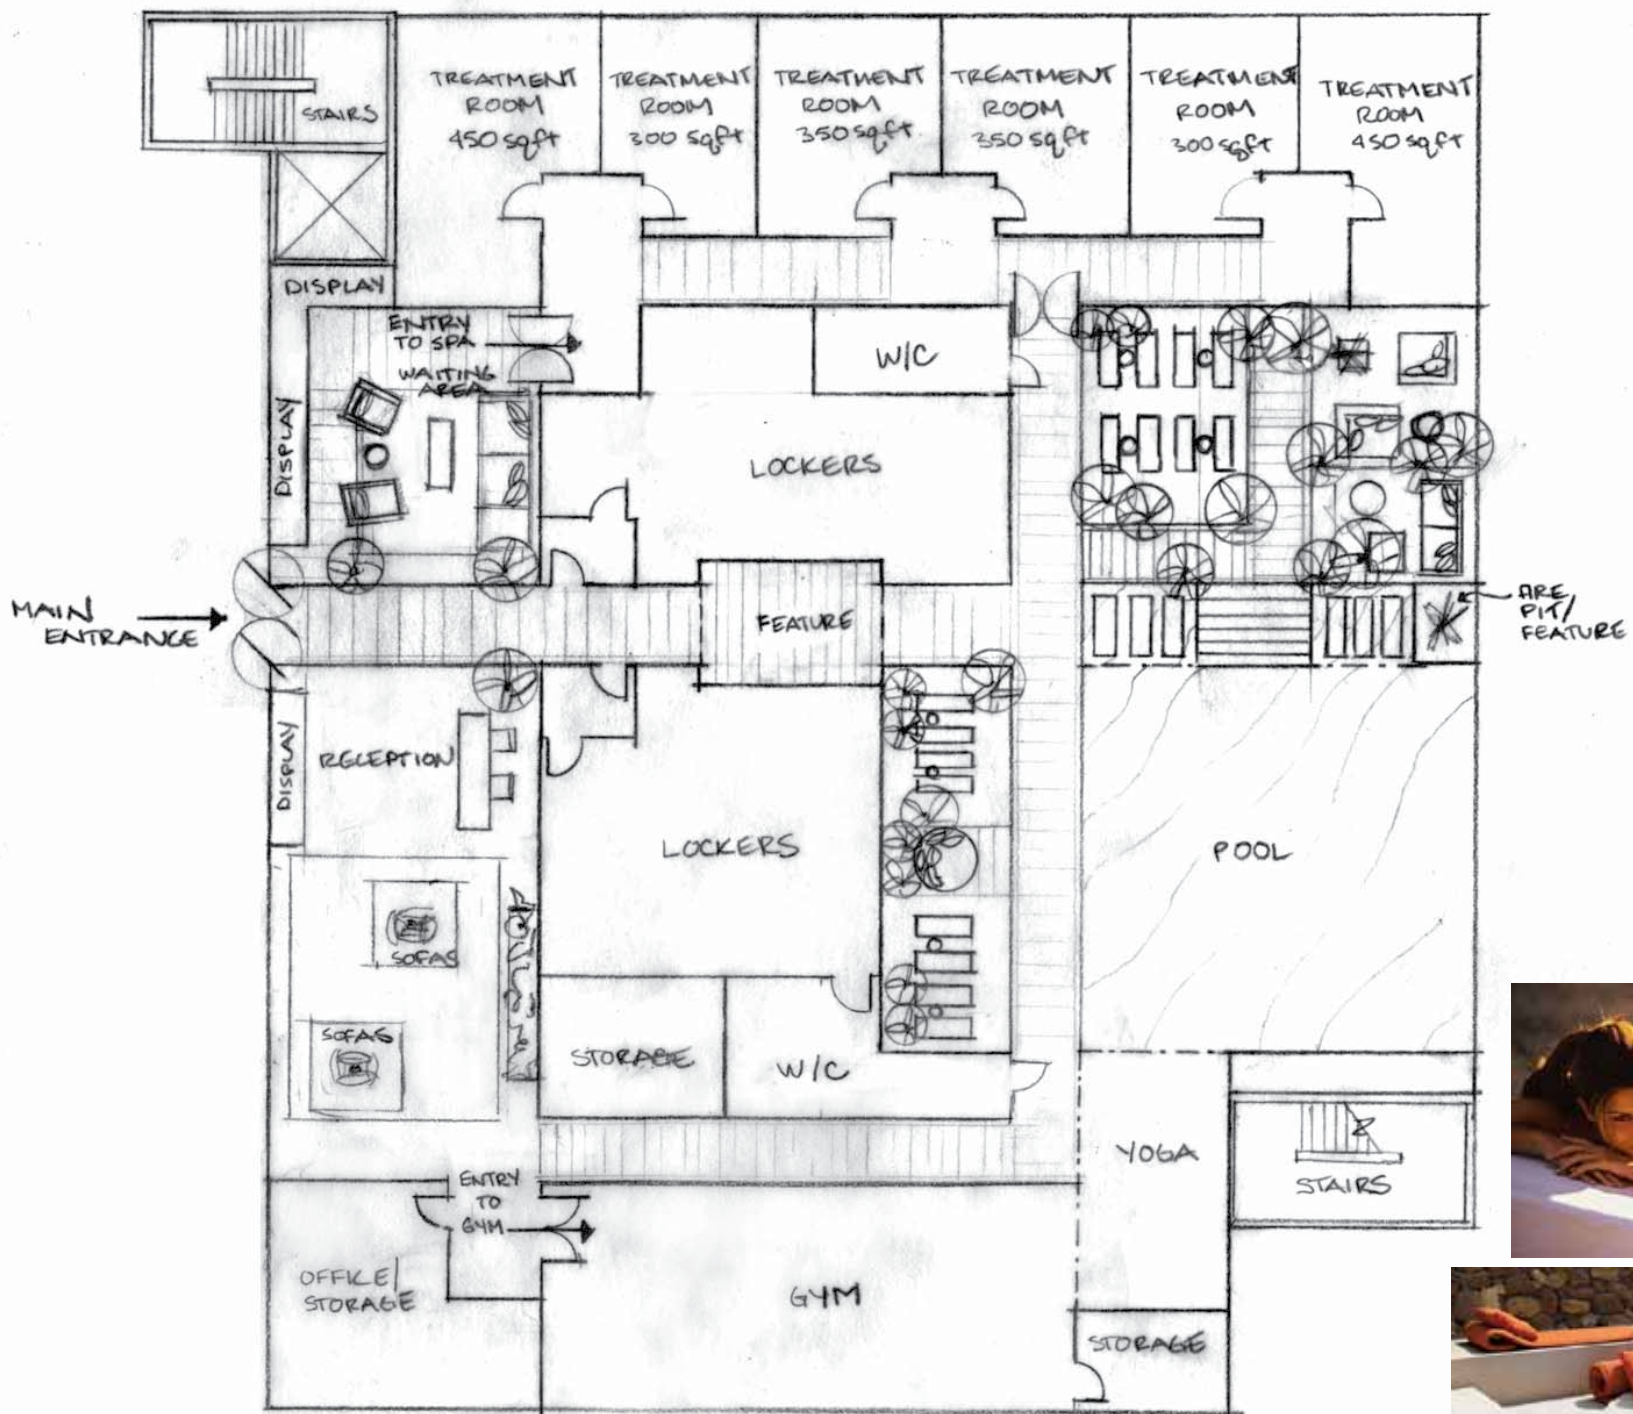 STAIRS
TREATMENT
ROOM
450 sqft
TREATMENT
ROOM
300 sqft
TREATMENT
ROOM
350 sqft
TREATMENT
ROOM
350 sqft
TREATMENT
ROOM
300 sqft
TREATMENT
ROOM
450 sqft
DISPLAY
ENTRY
TO SPA
WAITING
AREA
DISPLAY
W/C
LOCKERS
MAIN
ENTRANCE
FEATURE
FIRE
PIT/
FEATURE
DISPLAY
RECEPTION
LOCKERS
POOL
SOFAS
SOFAS
STORAGE
W/C
YOGA
STAIRS
ENTRY
TO
GYM
OFFICE/
STORAGE
GYM
STORAGE